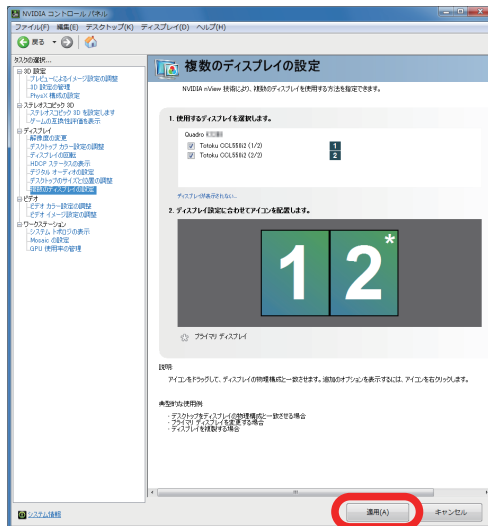 NVIDIA コントロール パネル
ファイル(F) 編集(E) デスクトップ(K) ディスプレイ(D) ヘルプ(H)
戻る
タスクの選択...
3D 設定
プレビューによるイメージ設定の調整
3D 設定の管理
PhysX 構成の設定
ステレオスコピック 3D
ステレオスコピック 3D を設定します
ゲームの互換性評価を表示
ディスプレイ
解像度の変更
デスクトップ カラー設定の調整
ディスプレイの回転
HDCP ステータスの表示
デジタル オーディオの設定
デスクトップのサイズと位置の調整
複数のディスプレイの設定
ビデオ
ビデオ カラー設定の調整
ビデオ イメージ設定の調整
ワークステーション
システム トポロジの表示
Mosaic の設定
GPU 使用率の管理
システム情報
複数のディスプレイの設定
NVIDIA nView 技術により、複数のディスプレイを使用する方法を指定できます。
1. 使用するディスプレイを選択します。
Quadro
Totoku CCL550i2 (1/2) 1
Totoku CCL550i2 (2/2) 2
ディスプレイが表示されない...
2. ディスプレイ設定に合わせてアイコンを配置します。
1 2*
プライマリ ディスプレイ
説明:
アイコンをドラッグして、ディスプレイの物理構成と一致させます。追加のオプションを表示するには、アイコンを右クリックします。
典型的な使用例:
・デスクトップをディスプレイの物理構成と一致させる場合
・プライマリ ディスプレイを変更する場合
・ディスプレイを複製する場合
適用(A) キャンセル